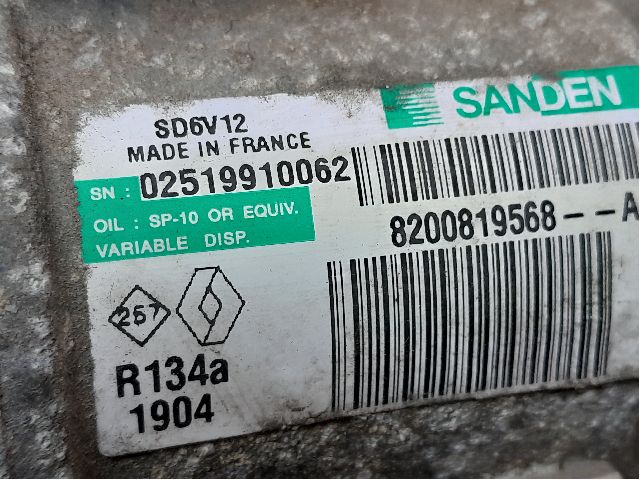 SANDEN
SD6V12
MADE IN FRANCE
SN : 02519910062
OIL : SP-10 OR EQUIV.
VARIABLE DISP.
8200819568--A
257
R134a
1904